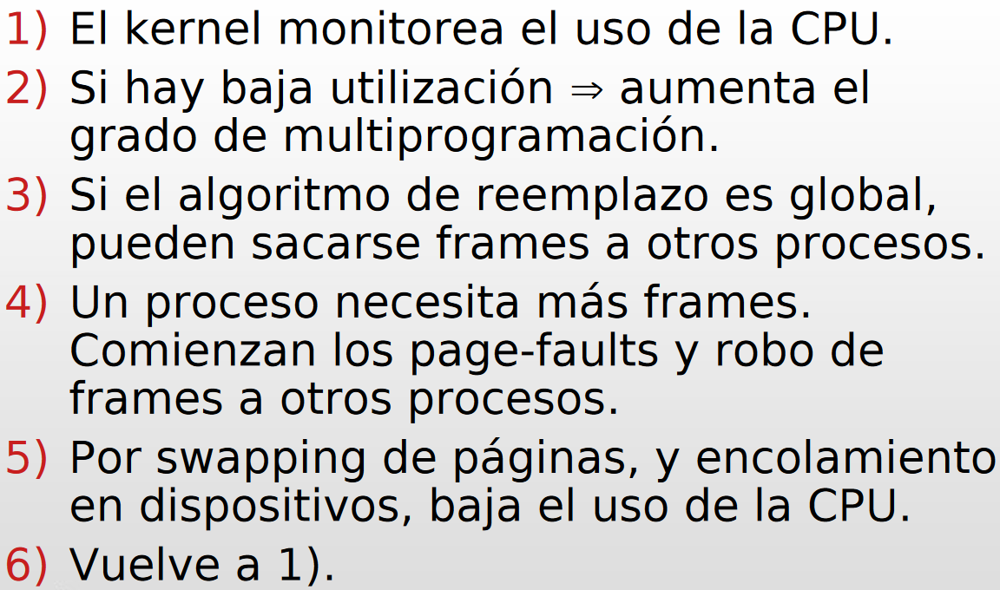 1) El kernel monitorea el uso de la CPU.
2) Si hay baja utilización ⇒ aumenta el
grado de multiprogramación.
3) Si el algoritmo de reemplazo es global,
pueden sacarse frames a otros procesos.
4) Un proceso necesita más frames.
Comienzan los page-faults y robo de
frames a otros procesos.
5) Por swapping de páginas, y encolamiento
en dispositivos, baja el uso de la CPU.
6) Vuelve a 1).